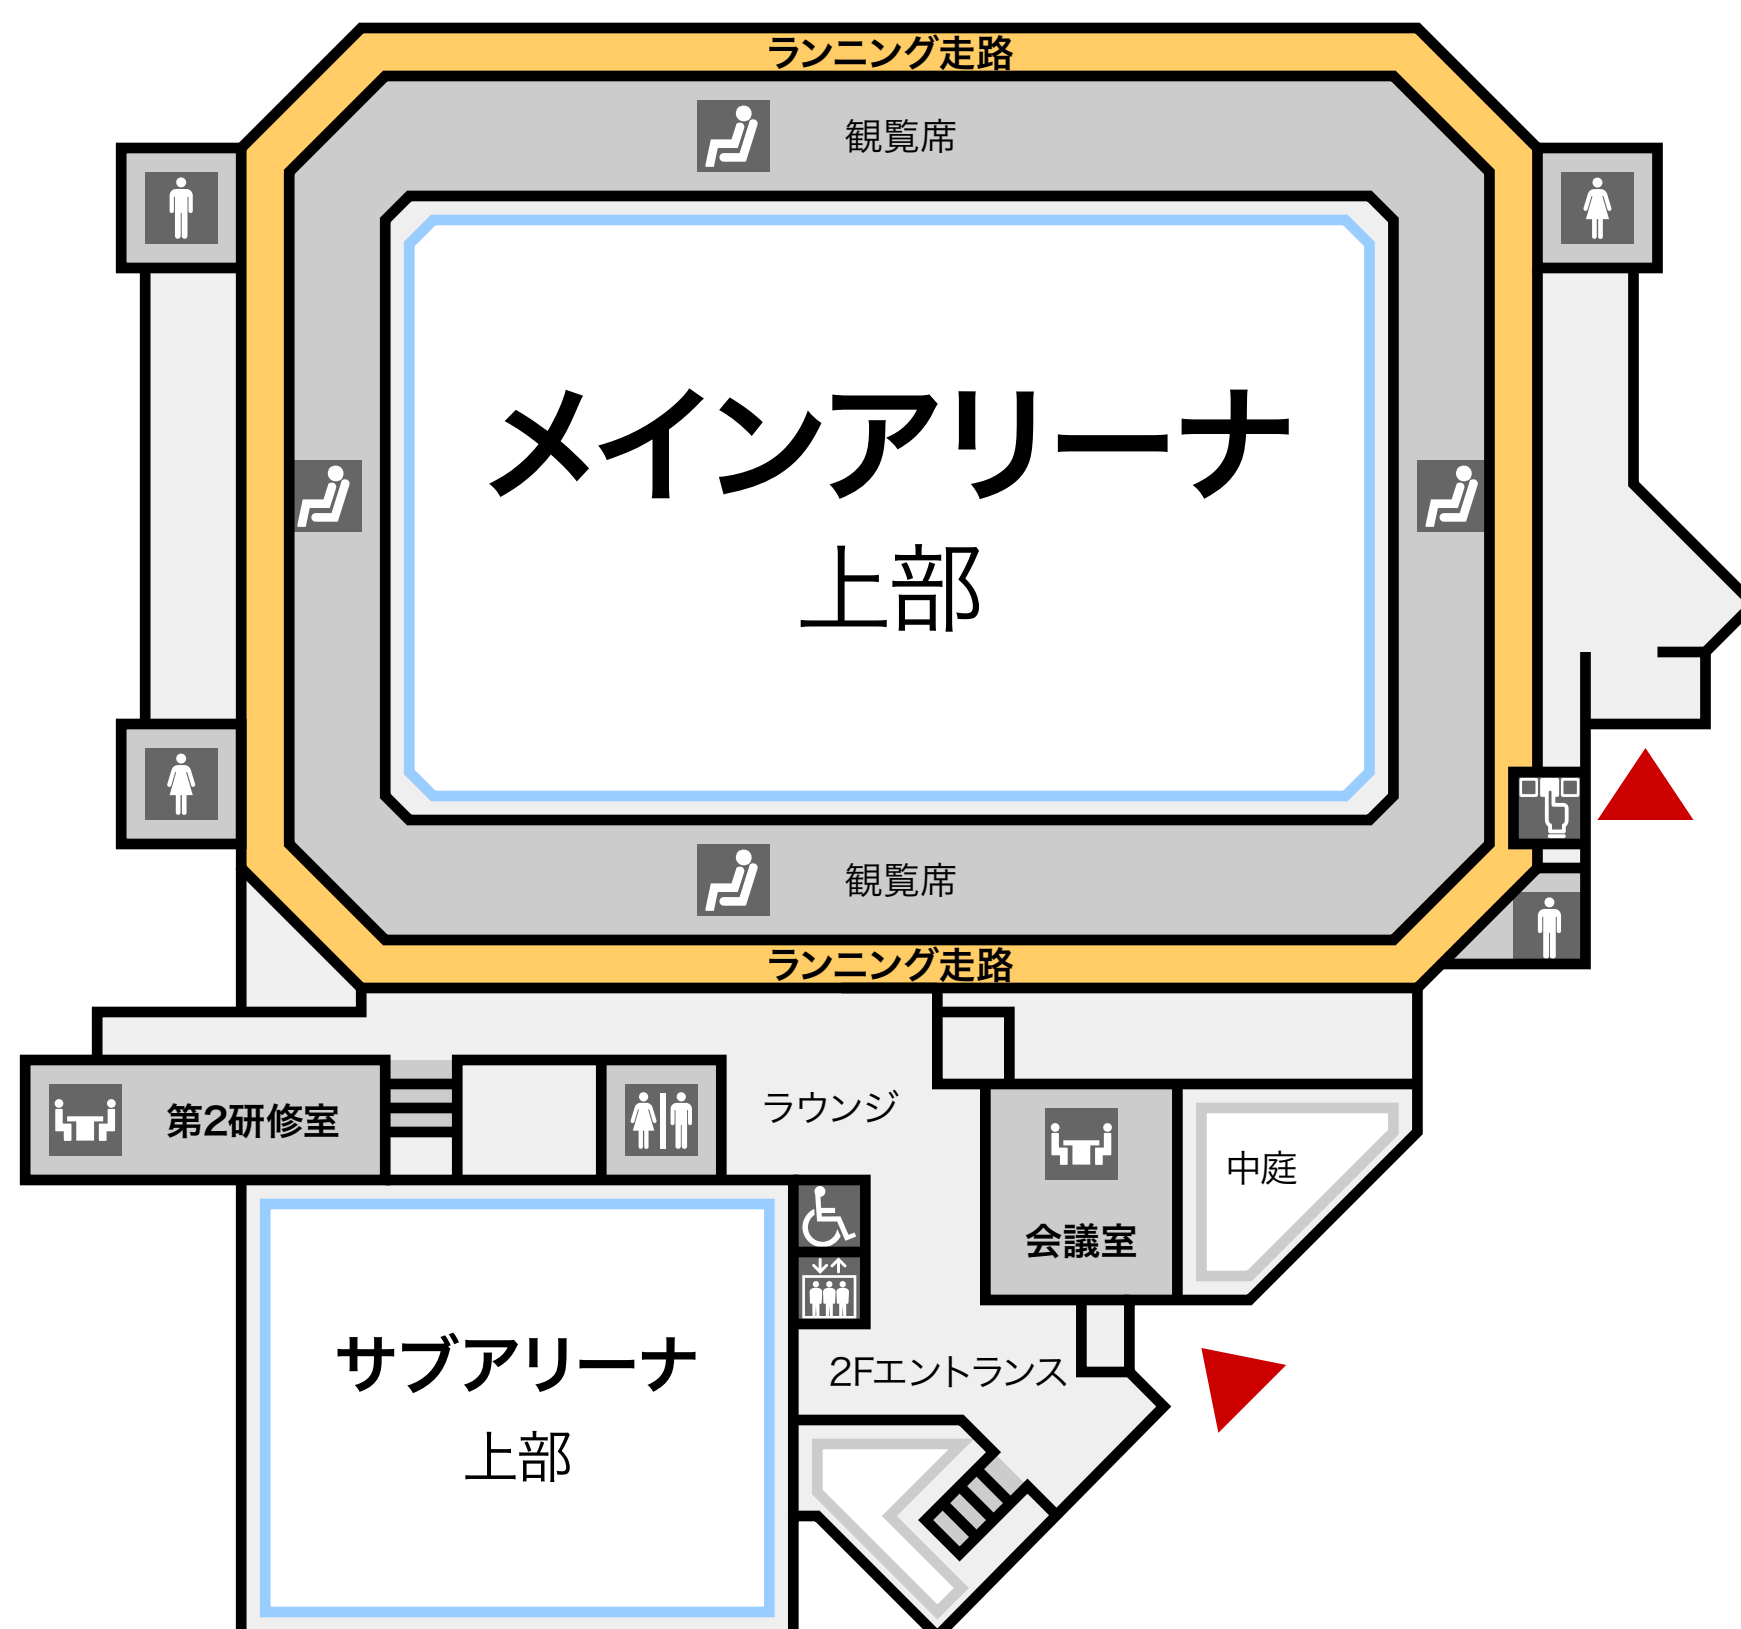 ランニング走路
観覧席
メインアリーナ
上部
観覧席
ランニング走路
ラウンジ
第2研修室
中庭
会議室
サブアリーナ
上部
2Fエントランス